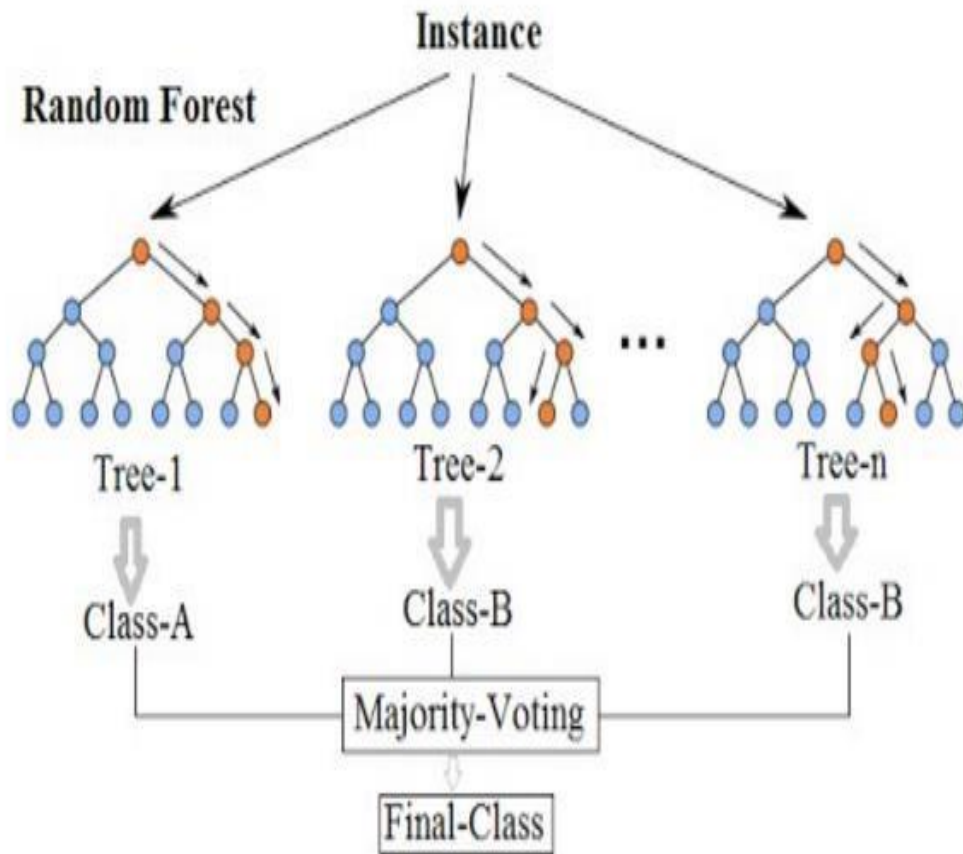 Instance
Random Forest
...
Tree-1
Tree-2
Tree-n
Class-A
Class-B
Class-B
Majority-Voting
Final-Class